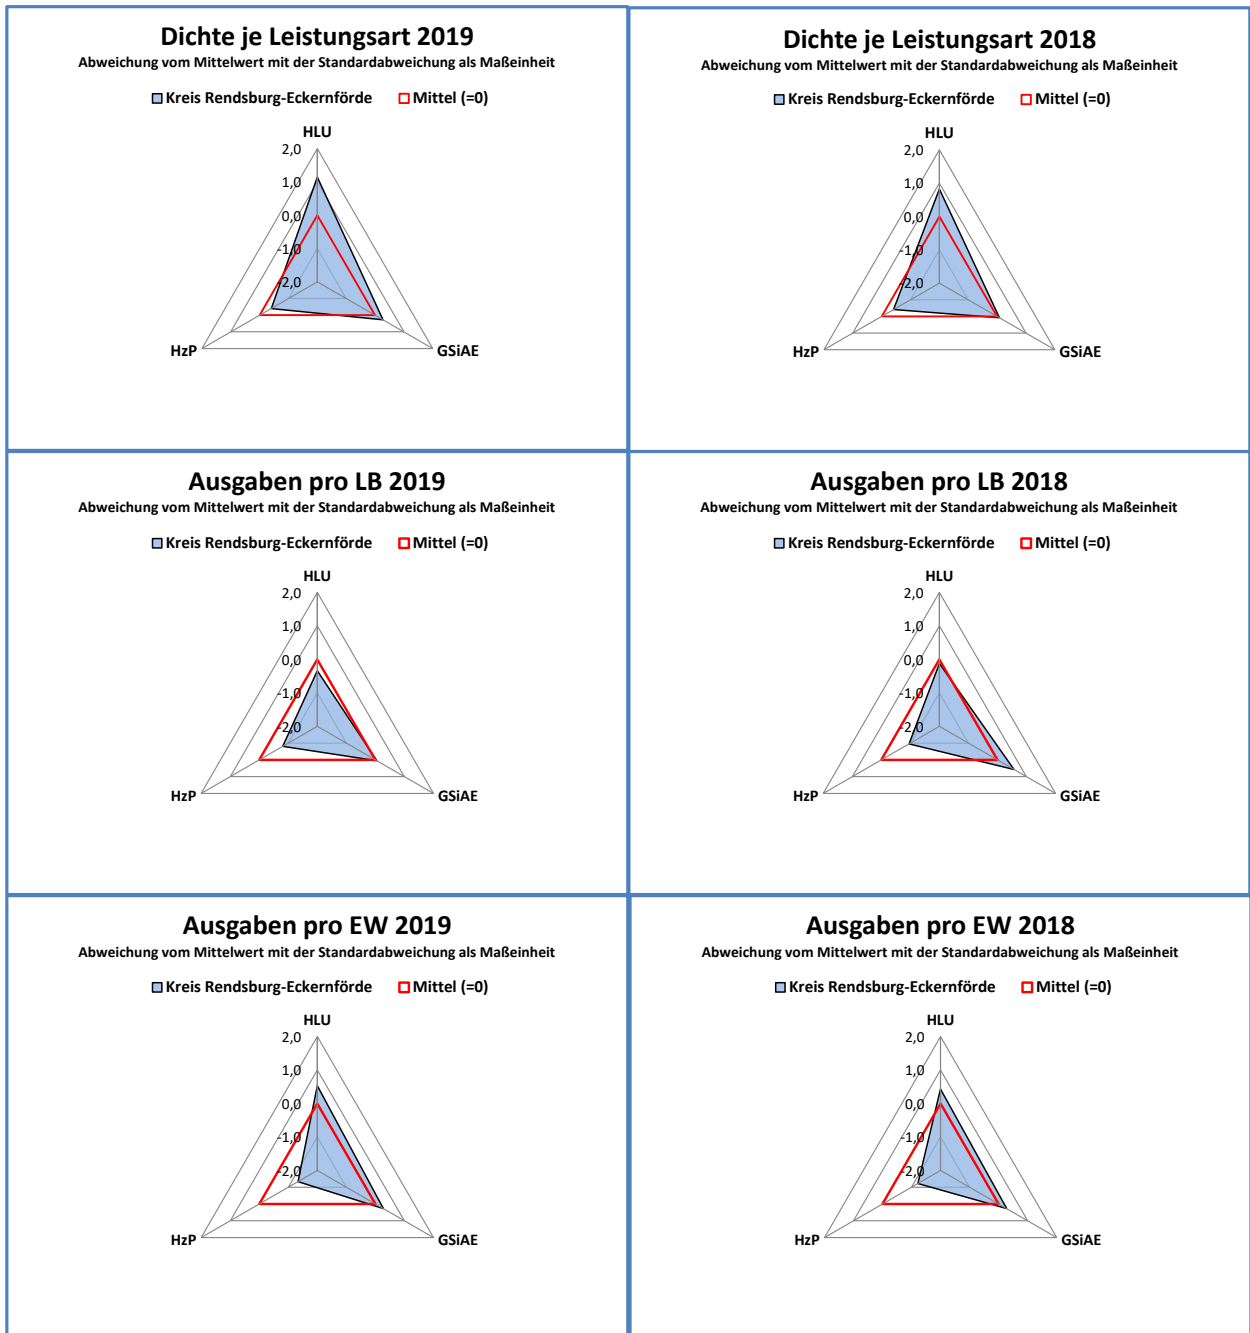 Dichte je Leistungsart 2019
Abweichung vom Mittelwert mit der Standardabweichung als Maßeinheit
Kreis Rendsburg-Eckernförde Mittel (=0)
HLU
2,0
1,0
0,0
-1,0
-2,0
HzP
GSiAE
Dichte je Leistungsart 2018
Abweichung vom Mittelwert mit der Standardabweichung als Maßeinheit
Kreis Rendsburg-Eckernförde Mittel (=0)
HLU
2,0
1,0
0,0
-1,0
-2,0
HzP
GSiAE
Ausgaben pro LB 2019
Abweichung vom Mittelwert mit der Standardabweichung als Maßeinheit
Kreis Rendsburg-Eckernförde Mittel (=0)
HLU
2,0
1,0
0,0
-1,0
-2,0
HzP
GSiAE
Ausgaben pro LB 2018
Abweichung vom Mittelwert mit der Standardabweichung als Maßeinheit
Kreis Rendsburg-Eckernförde Mittel (=0)
HLU
2,0
1,0
0,0
-1,0
-2,0
HzP
GSiAE
Ausgaben pro EW 2019
Abweichung vom Mittelwert mit der Standardabweichung als Maßeinheit
Kreis Rendsburg-Eckernförde Mittel (=0)
HLU
2,0
1,0
0,0
-1,0
-2,0
HzP
GSiAE
Ausgaben pro EW 2018
Abweichung vom Mittelwert mit der Standardabweichung als Maßeinheit
Kreis Rendsburg-Eckernförde Mittel (=0)
HLU
2,0
1,0
0,0
-1,0
-2,0
HzP
GSiAE